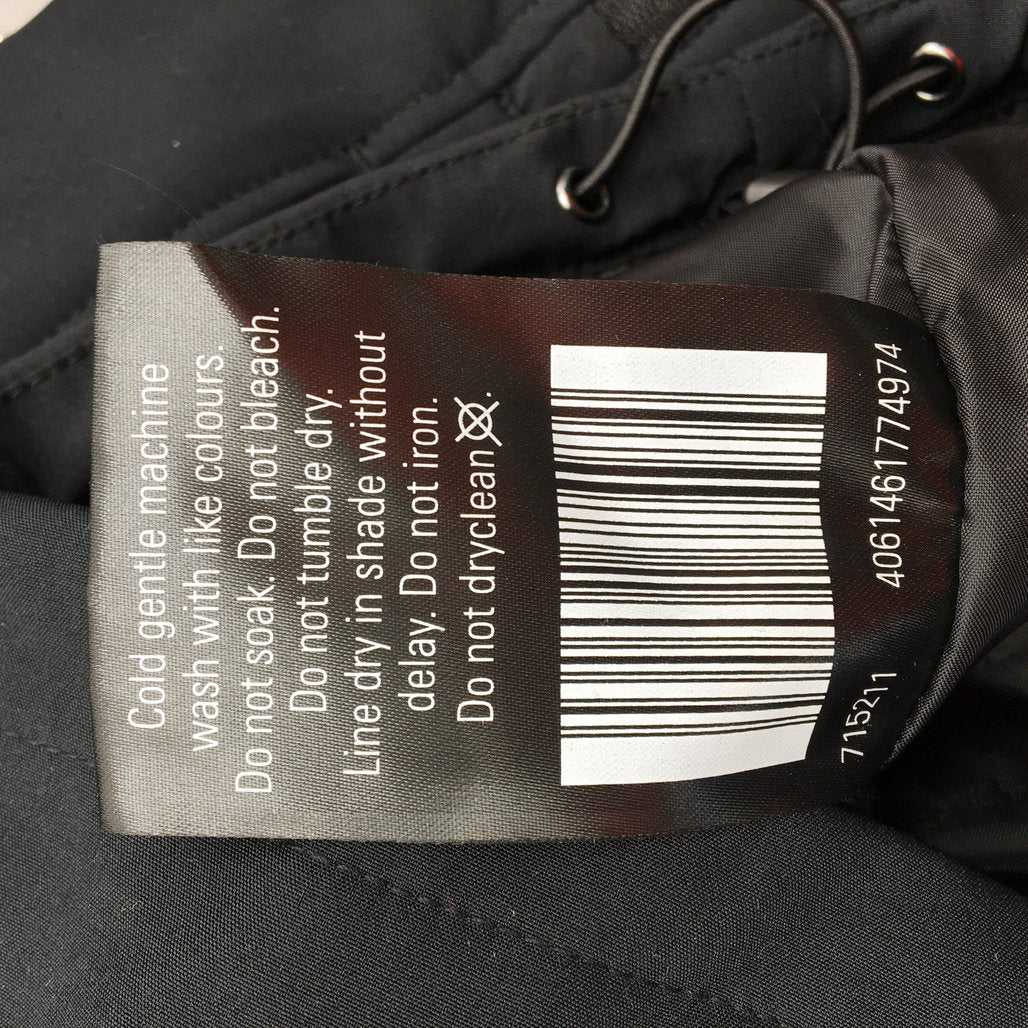 Cold gentle machine
wash with like colours.
Do not soak. Do not bleach.
Do not tumble dry.
Line dry in shade without
delay. Do not iron.
Do not dryclean.
4061461774974
715211